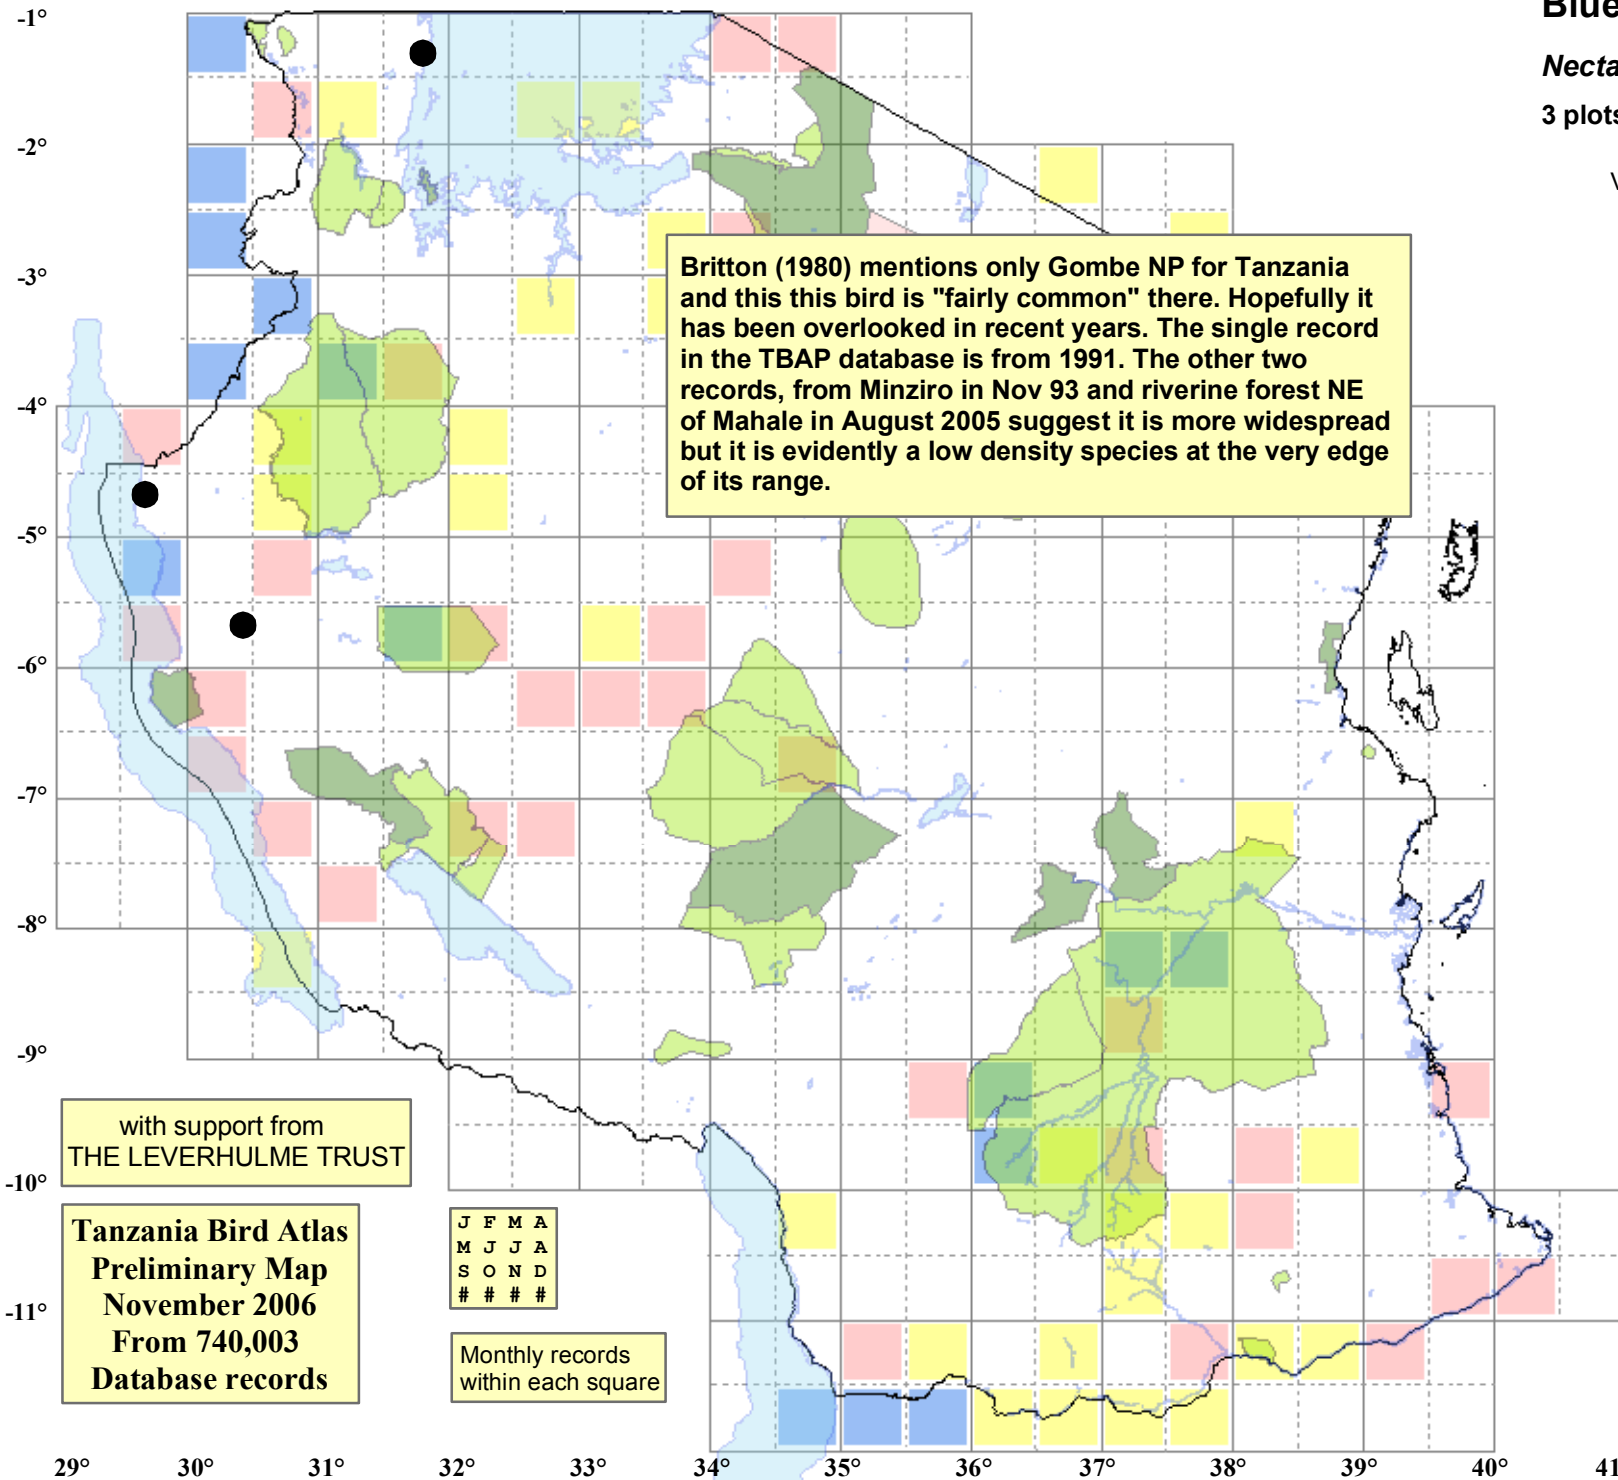 Blue
Necta
3 plots
-1°
-2°
-3°
-4°
-5°
-6°
-7°
-8°
-9°
-10°
-11°
Britton (1980) mentions only Gombe NP for Tanzania
and this this bird is "fairly common" there. Hopefully it
has been overlooked in recent years. The single record
in the TBAP database is from 1991. The other two
records, from Minziro in Nov 93 and riverine forest NE
of Mahale in August 2005 suggest it is more widespread
but it is evidently a low density species at the very edge
of its range.
with support from
THE LEVERHULME TRUST
Tanzania Bird Atlas
Preliminary Map
November 2006
From 740,003
Database records
J F M A
M J J A
S O N D
# # # #
Monthly records
within each square
29° 30° 31° 32° 33° 34° 35° 36° 37° 38° 39° 40° 41